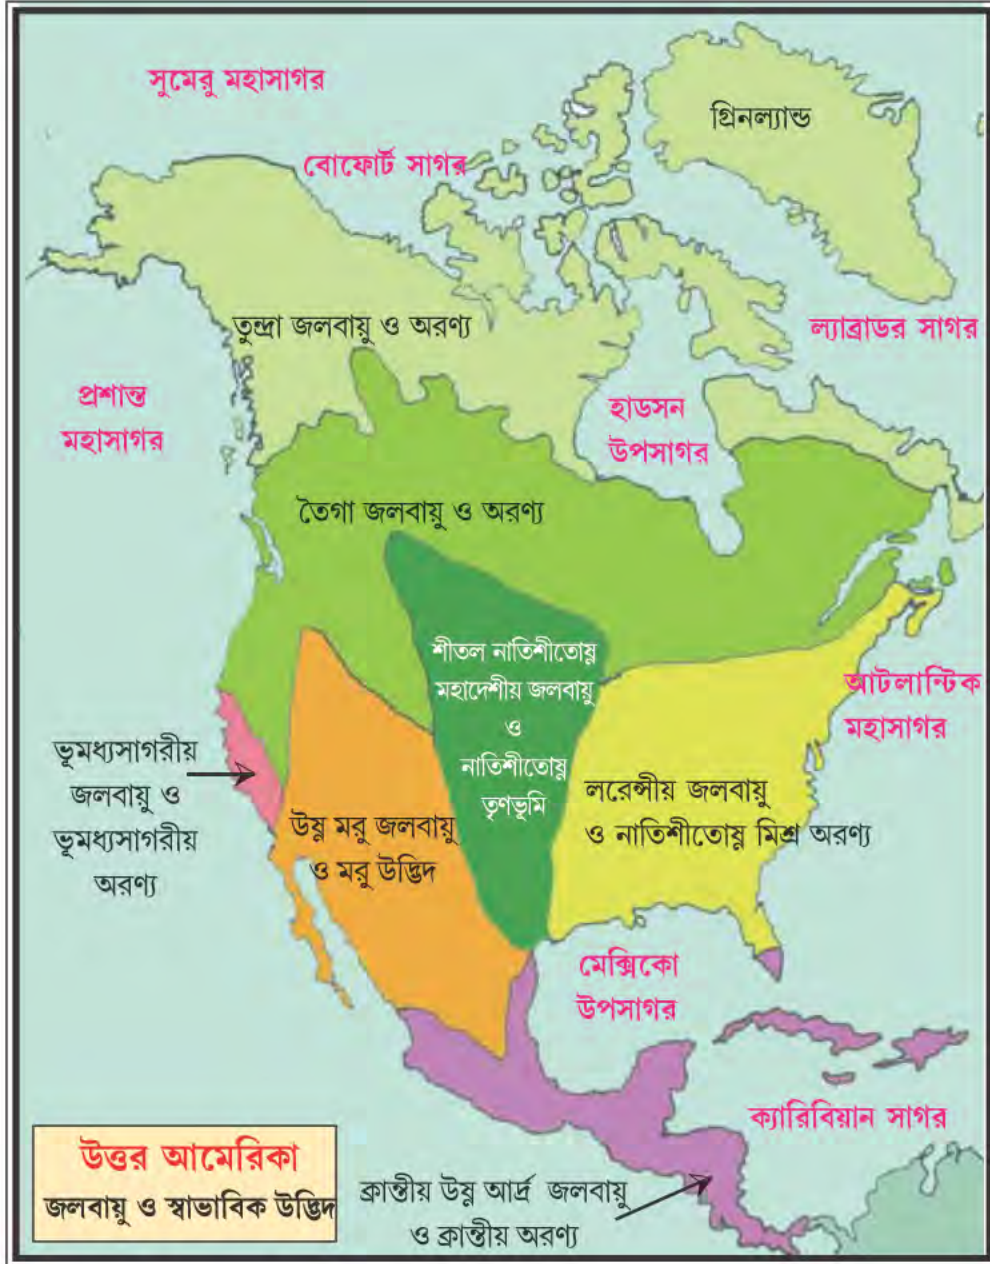 সুমেরু মহাসাগর
গ্রিনল্যান্ড
বোফোর্ট সাগর
তুন্দ্রা জলবায়ু ও অরণ্য
ল্যাব্রাডর সাগর
প্রশান্ত
মহাসাগর
হাডসন
উপসাগর
তৈগা জলবায়ু ও অরণ্য
শীতল নাতিশীতোষ্ণ
মহাদেশীয় জলবায়ু
ও
নাতিশীতোষ্ণ
তৃণভূমি
আটলান্টিক
মহাসাগর
ভূমধ্যসাগরীয়
জলবায়ু ও
ভূমধ্যসাগরীয়
অরণ্য
উষ্ণ মরু জলবায়ু
ও মরু উদ্ভিদ
লরেন্সীয় জলবায়ু
ও নাতিশীতোষ্ণ মিশ্র অরণ্য
মেক্সিকো
উপসাগর
ক্যারিবিয়ান সাগর
উত্তর আমেরিকা
জলবায়ু ও স্বাভাবিক উদ্ভিদ
ক্রান্তীয় উষ্ণ আর্দ্র জলবায়ু
ও ক্রান্তীয় অরণ্য